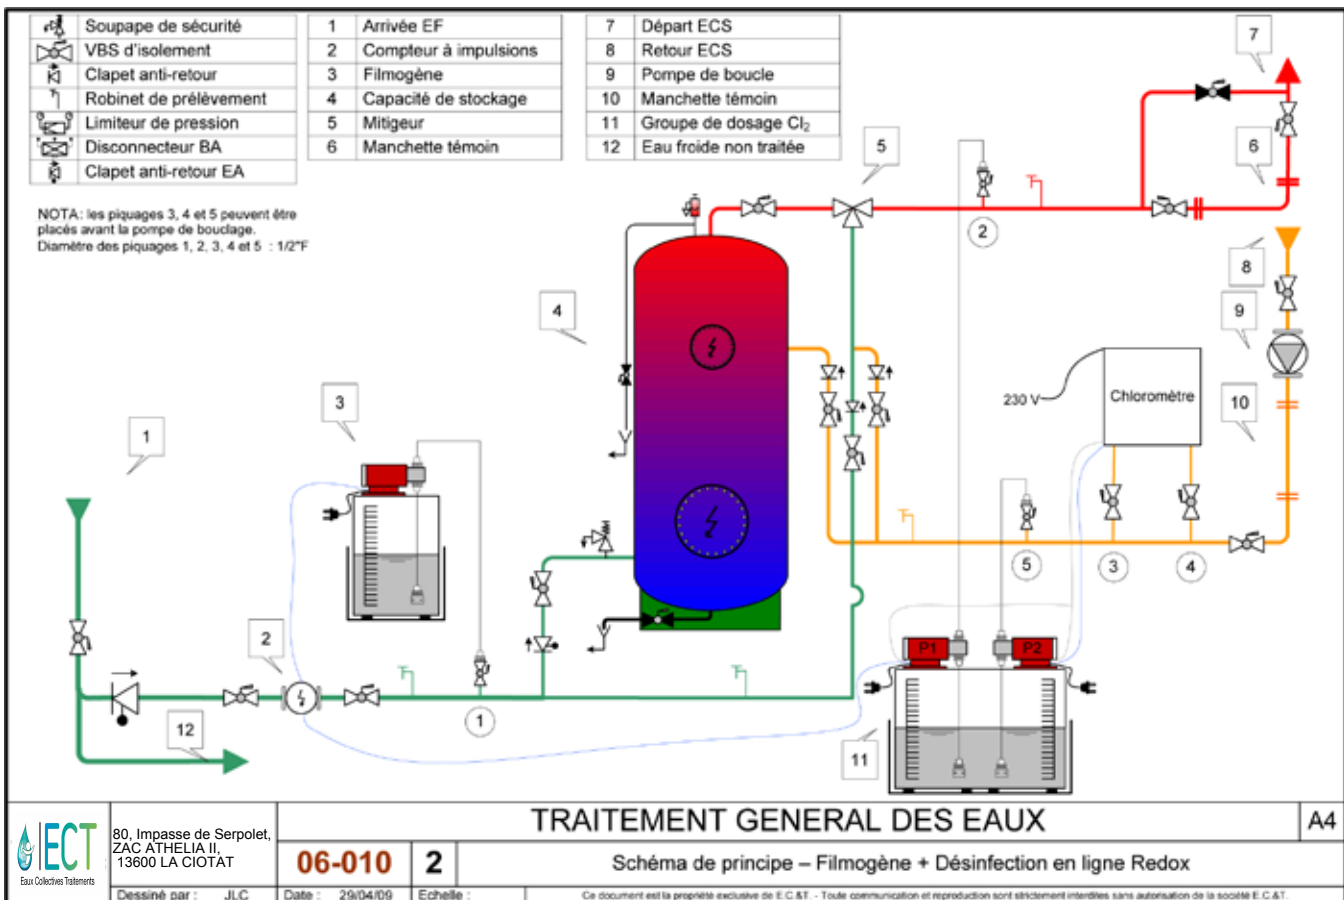 Soupape de sécurité
VBS d'isolement
Clapet anti-retour
Robinet de prélèvement
Limiteur de pression
Disconnecteur BA
Clapet anti-retour EA
1 Arrivée EF
2 Compteur à impulsions
3 Filmogène
4 Capacité de stockage
5 Mitigeur
6 Manchette témoin
7 Départ ECS
8 Retour ECS
9 Pompe de boucle
10 Manchette témoin
11 Groupe de dosage Cl₂
12 Eau froide non traitée
NOTA: les piquages 3, 4 et 5 peuvent être
placés avant la pompe de bouclage.
Diamètre des piquages 1, 2, 3, 4 et 5 : 1/2"F
7
5
6
2
8
4
9
3
230 V
Chloromètre
10
1
5
3
4
2
P1
P2
1
12
11
ECT
Eaux Collectives Traitements
80, Impasse de Serpolet,
ZAC ATHELIA II,
13600 LA CIOTAT
TRAITEMENT GENERAL DES EAUX
A4
06-010
2
Schéma de principe – Filmogène + Désinfection en ligne Redox
Dessiné par : JLC
Date : 29/04/09
Echelle :
Ce document est la propriété exclusive de E.C.&T. - Toute communication et reproduction sont strictement interdites sans autorisation de la société E.C.&T.